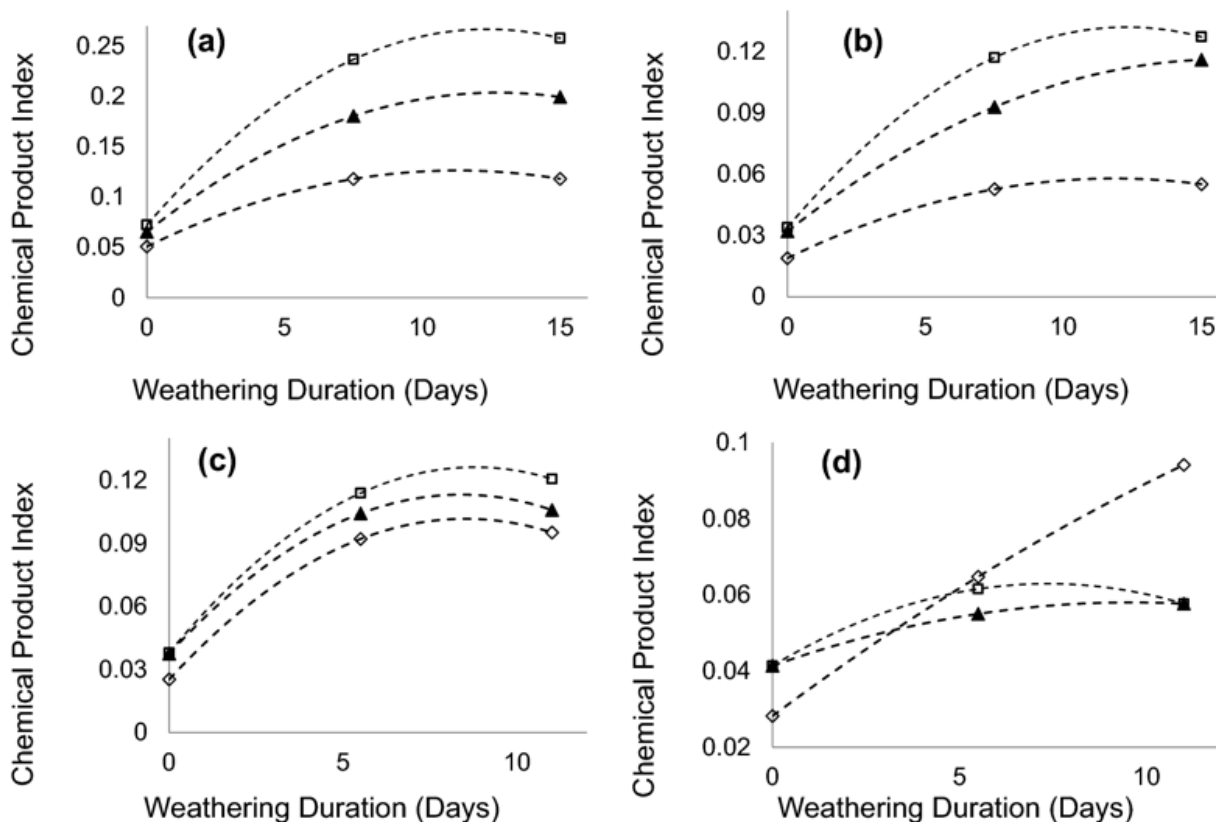 (a)
Chemical Product Index
0.25
0.2
0.15
0.1
0.05
0
0 5 10 15
Weathering Duration (Days)
(b)
Chemical Product Index
0.12
0.09
0.06
0.03
0
0 5 10 15
Weathering Duration (Days)
(c)
Chemical Product Index
0.12
0.09
0.06
0.03
0
0 5 10
Weathering Duration (Days)
(d)
Chemical Product Index
0.1
0.08
0.06
0.04
0.02
0 5 10
Weathering Duration (Days)